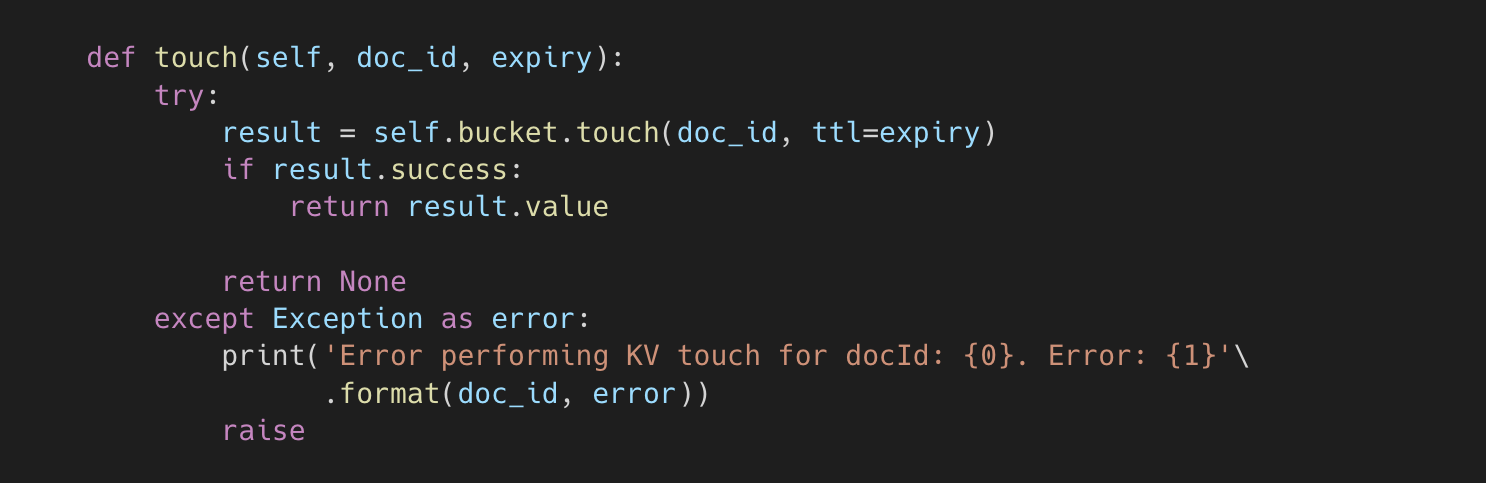 def touch(self, doc_id, expiry):
    try:
        result = self.bucket.touch(doc_id, ttl=expiry)
        if result.success:
            return result.value

        return None
    except Exception as error:
        print('Error performing KV touch for docId: {0}. Error: {1}'\
              .format(doc_id, error))
        raise